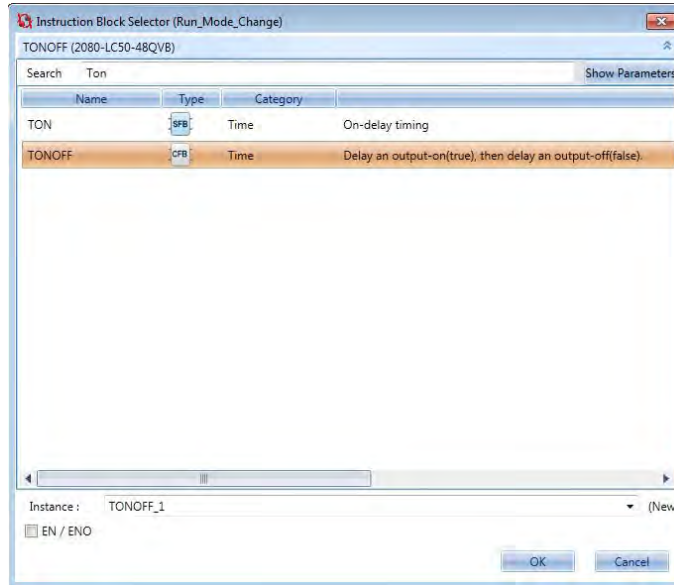 Instruction Block Selector (Run_Mode_Change)
TONOFF (2080-LC50-48QVB)
Search Ton Show Parameters
Name Type Category
TON SFB Time On-delay timing
TONOFF CFB Time Delay an output-on(true), then delay an output-off(false).
Instance : TONOFF_1 (New
EN / ENO
OK Cancel